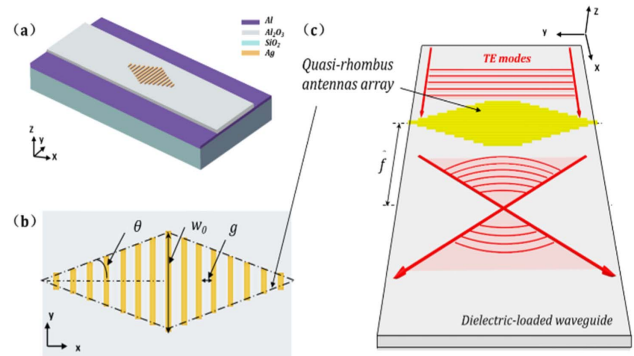 (a)
Al
Al₂O₃
SiO₂
Ag
Z
Y
X
Quasi-rhombus
antennas array
(b)
θ
w₀
g
y
x
(c)
Z
Y
X
TE modes
f
Dielectric-loaded waveguide